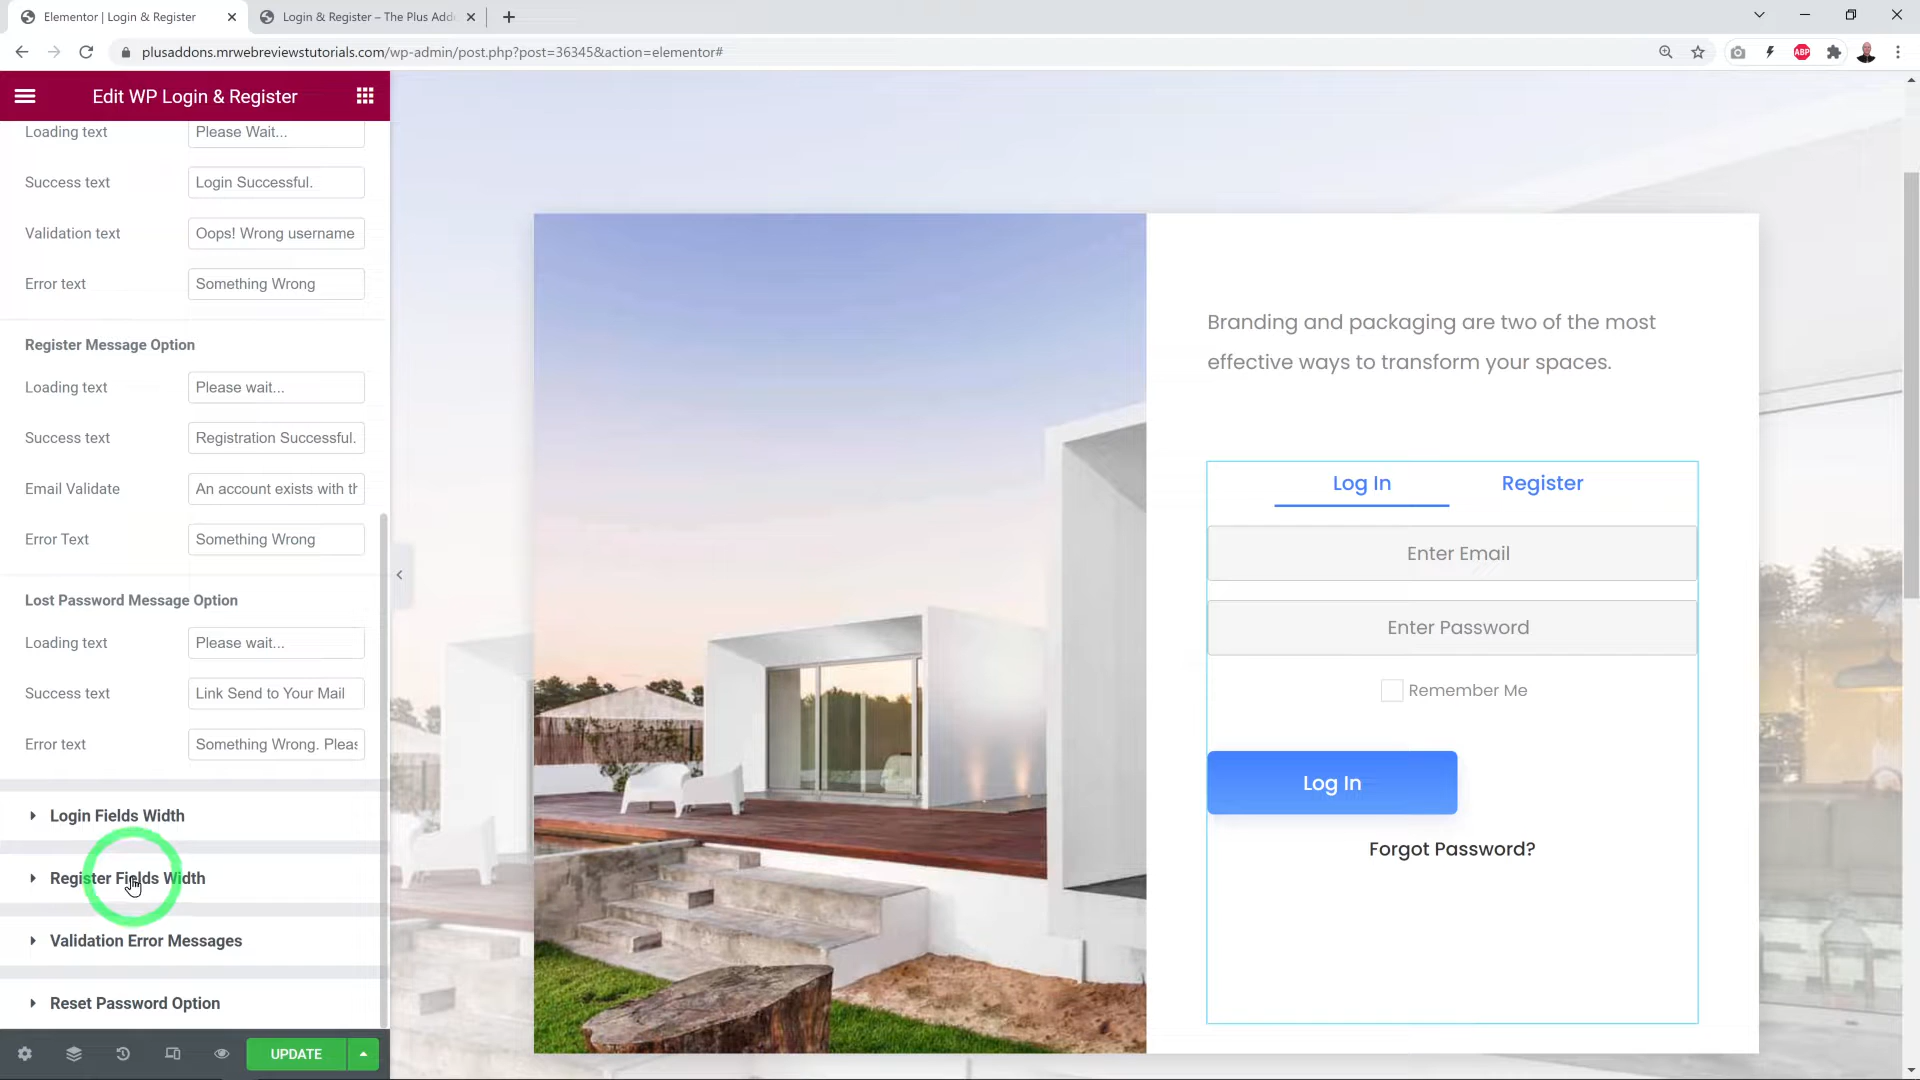 Elementor | Login & Register
Login & Register – The Plus Add
plusaddons.mrwebreviewstutorials.com/wp-admin/post.php?post=36345&action=elementor#
ABP
Edit WP Login & Register
Loading text
Please Wait...
Success text
Login Successful.
Validation text
Oops! Wrong username
Error text
Something Wrong
Register Message Option
Loading text
Please wait...
Success text
Registration Successful.
Email Validate
An account exists with th
Error Text
Something Wrong
Lost Password Message Option
Loading text
Please wait...
Success text
Link Send to Your Mail
Error text
Something Wrong. Pleas
Login Fields Width
Register Fields Width
Validation Error Messages
Reset Password Option
UPDATE
Branding and packaging are two of the most
effective ways to transform your spaces.
Log In
Register
Enter Email
Enter Password
Remember Me
Log In
Forgot Password?